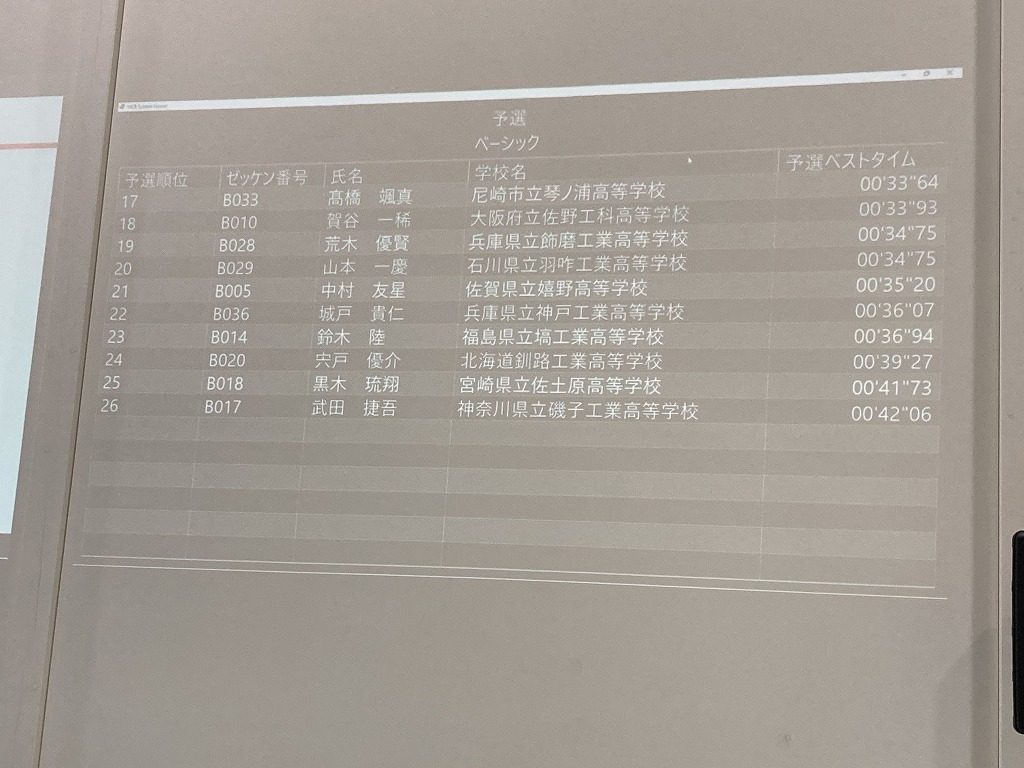 予選
ベーシック
予選順位 ゼッケン番号 氏名 学校名 予選ベストタイム
17 B033 髙橋 颯真 尼崎市立琴ノ浦高等学校 00'33"64
18 B010 賀谷 一稀 大阪府立佐野工科高等学校 00'33"93
19 B028 荒木 優賢 兵庫県立飾磨工業高等学校 00'34"75
20 B029 山本 一慶 石川県立羽咋工業高等学校 00'34"75
21 B005 中村 友星 佐賀県立嬉野高等学校 00'35"20
22 B036 城戸 貴仁 兵庫県立神戸工業高等学校 00'36"07
23 B014 鈴木 陸 福島県立塙工業高等学校 00'36"94
24 B020 宍戸 優介 北海道釧路工業高等学校 00'39"27
25 B018 黒木 琉翔 宮崎県立佐土原高等学校 00'41"73
26 B017 武田 捷吾 神奈川県立磯子工業高等学校 00'42"06